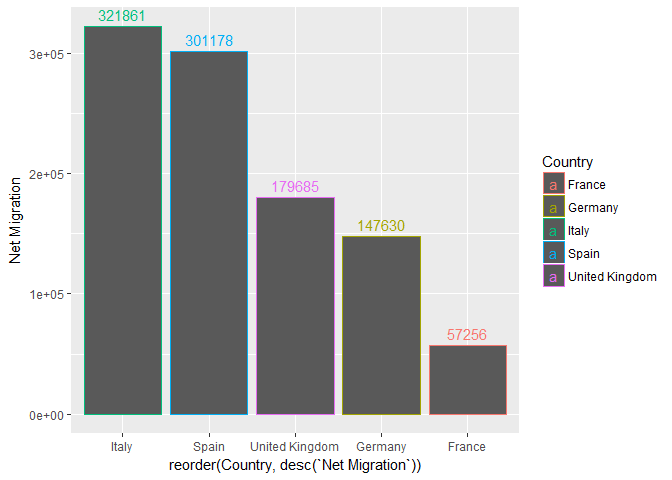 321861
301178
179685
147630
57256
3e+05
2e+05
1e+05
0e+00
Net Migration
Italy Spain United Kingdom Germany France
reorder(Country, desc(`Net Migration`))
Country
a France
a Germany
a Italy
a Spain
a United Kingdom